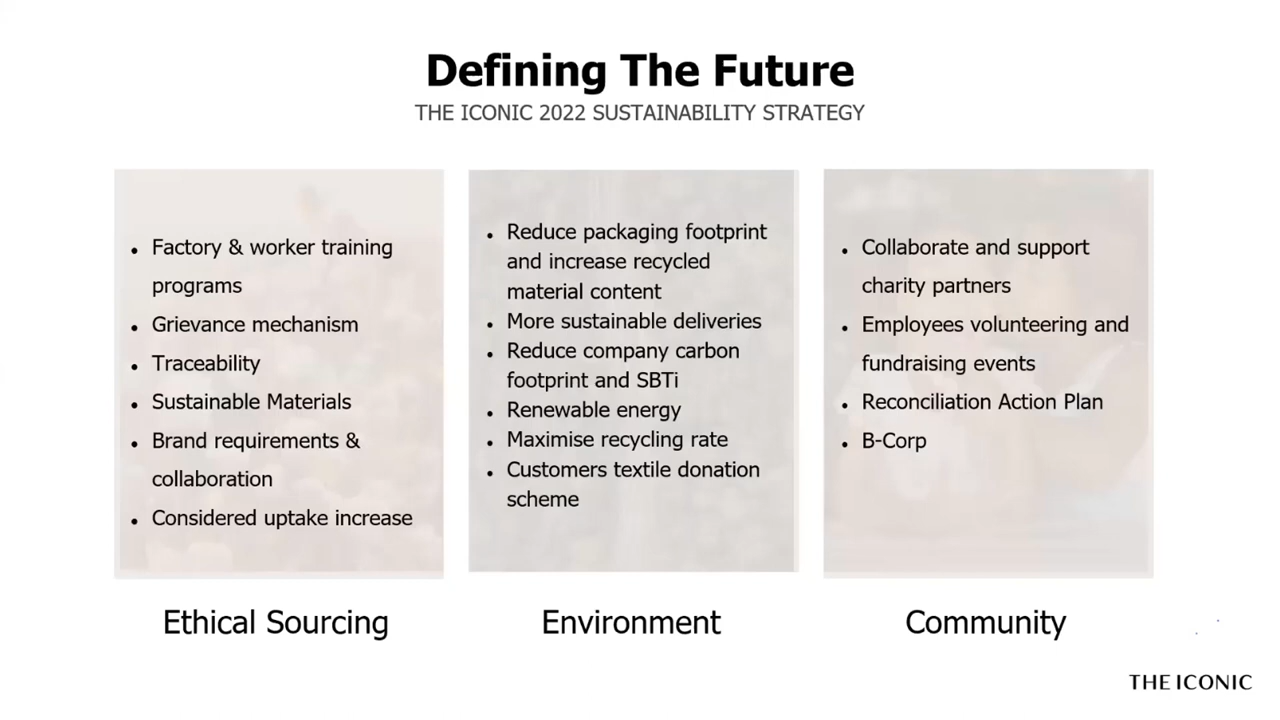 Defining The Future
THE ICONIC 2022 SUSTAINABILITY STRATEGY
• Factory & worker training
programs
• Grievance mechanism
• Traceability
• Sustainable Materials
• Brand requirements &
collaboration
• Considered uptake increase
Ethical Sourcing
• Reduce packaging footprint
and increase recycled
material content
• More sustainable deliveries
• Reduce company carbon
footprint and SBTi
• Renewable energy
• Maximise recycling rate
• Customers textile donation
scheme
Environment
• Collaborate and support
charity partners
• Employees volunteering and
fundraising events
• Reconciliation Action Plan
• B-Corp
Community
THE ICONIC